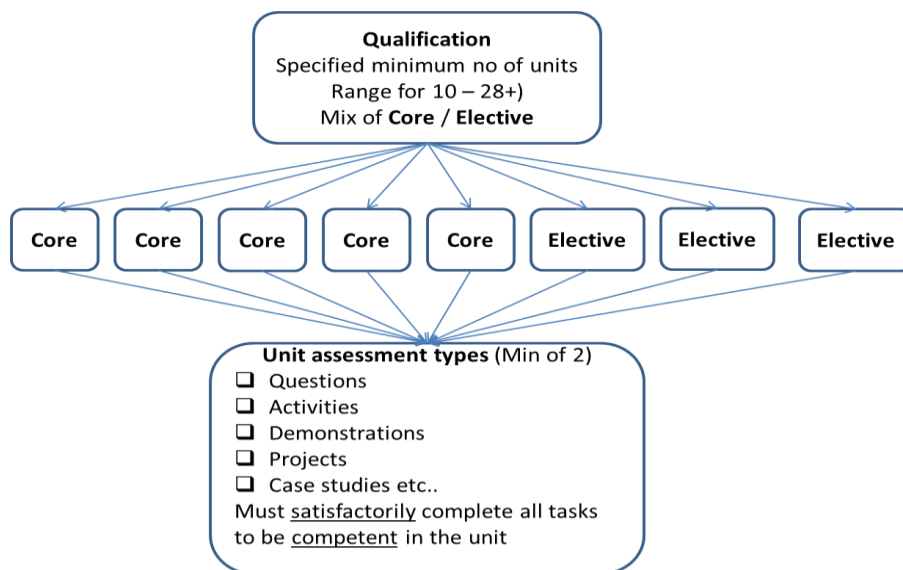 Qualification
Specified minimum no of units
Range for 10 – 28+)
Mix of Core / Elective
Core
Core
Core
Core
Core
Elective
Elective
Elective
Unit assessment types (Min of 2)
❑ Questions
❑ Activities
❑ Demonstrations
❑ Projects
❑ Case studies etc..
Must satisfactorily complete all tasks
to be competent in the unit